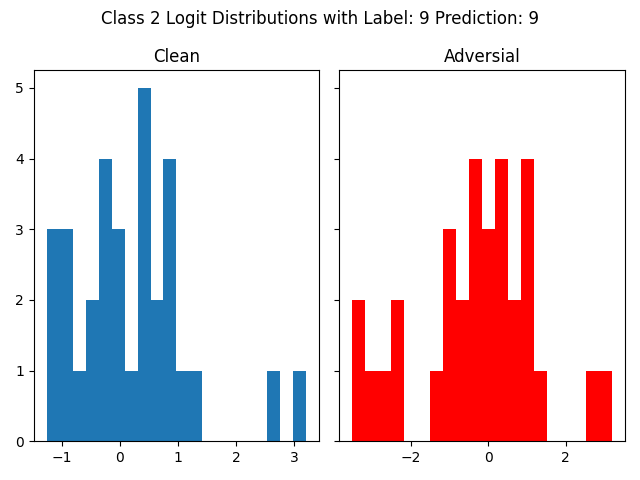 Class 2 Logit Distributions with Label: 9 Prediction: 9
Clean
Adversial
5
4
3
2
1
0
−1 0 1 2 3
−2 0 2